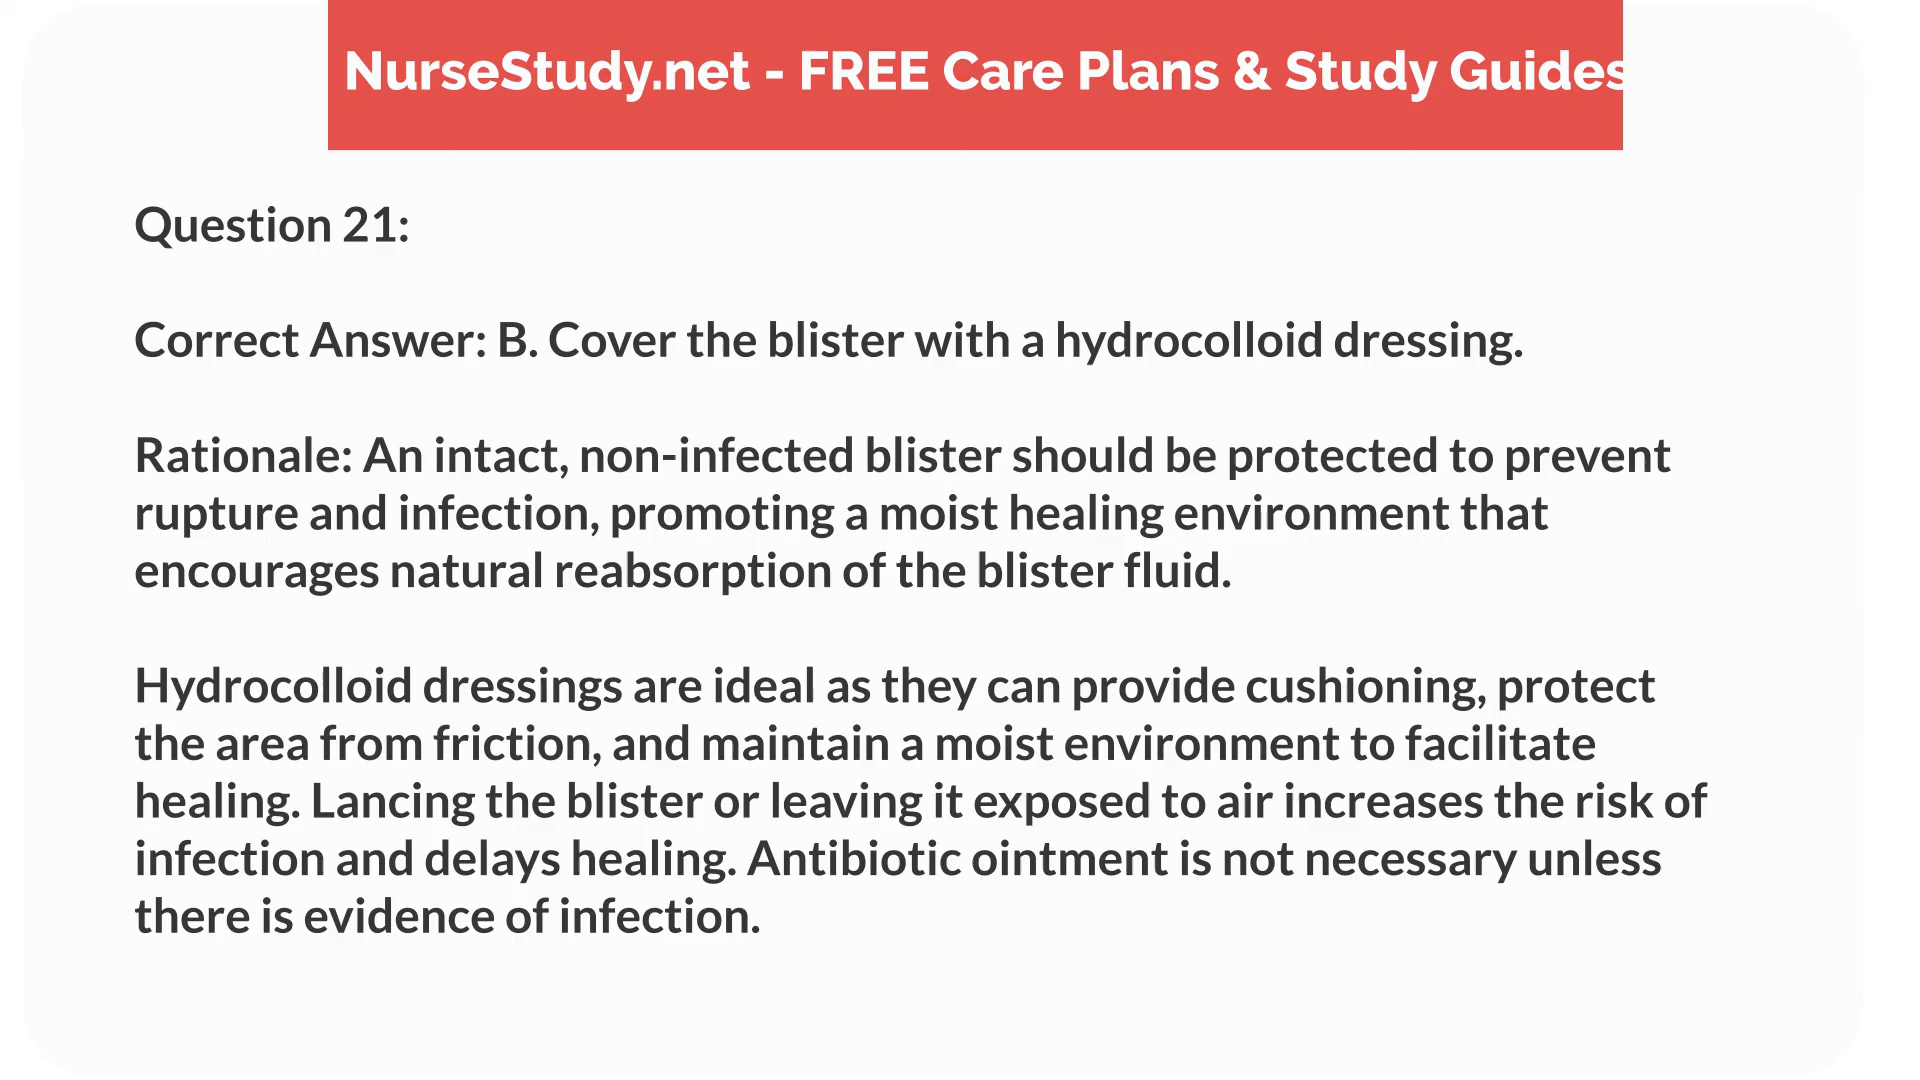 NurseStudy.net - FREE Care Plans & Study Guides
Question 21:
Correct Answer: B. Cover the blister with a hydrocolloid dressing.
Rationale: An intact, non-infected blister should be protected to prevent
rupture and infection, promoting a moist healing environment that
encourages natural reabsorption of the blister fluid.
Hydrocolloid dressings are ideal as they can provide cushioning, protect
the area from friction, and maintain a moist environment to facilitate
healing. Lancing the blister or leaving it exposed to air increases the risk of
infection and delays healing. Antibiotic ointment is not necessary unless
there is evidence of infection.